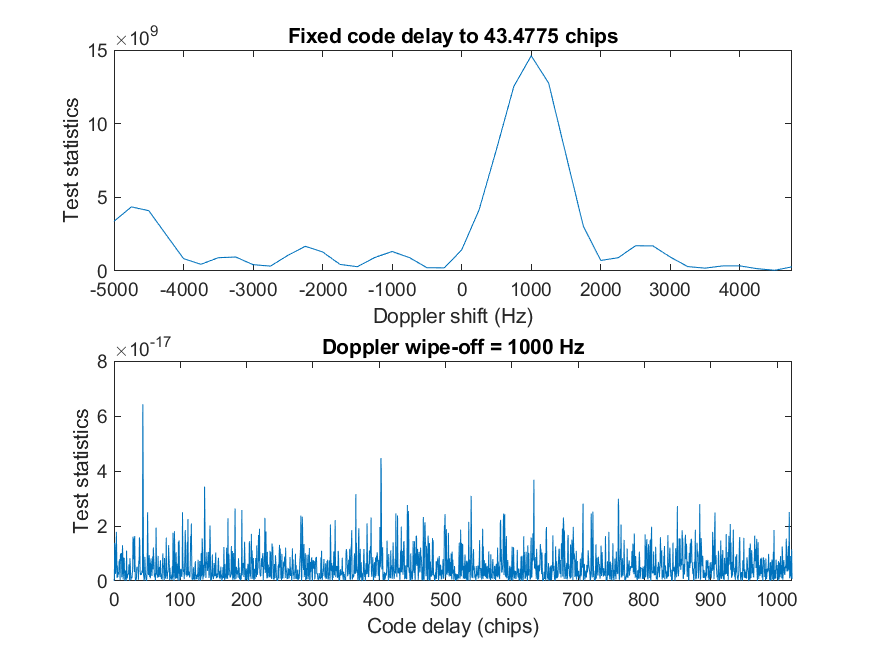 Fixed code delay to 43.4775 chips
×10^9
15
10
5
0
Test statistics
-5000 -4000 -3000 -2000 -1000 0 1000 2000 3000 4000
Doppler shift (Hz)
Doppler wipe-off = 1000 Hz
×10^-17
8
6
4
2
0
Test statistics
0 100 200 300 400 500 600 700 800 900 1000
Code delay (chips)